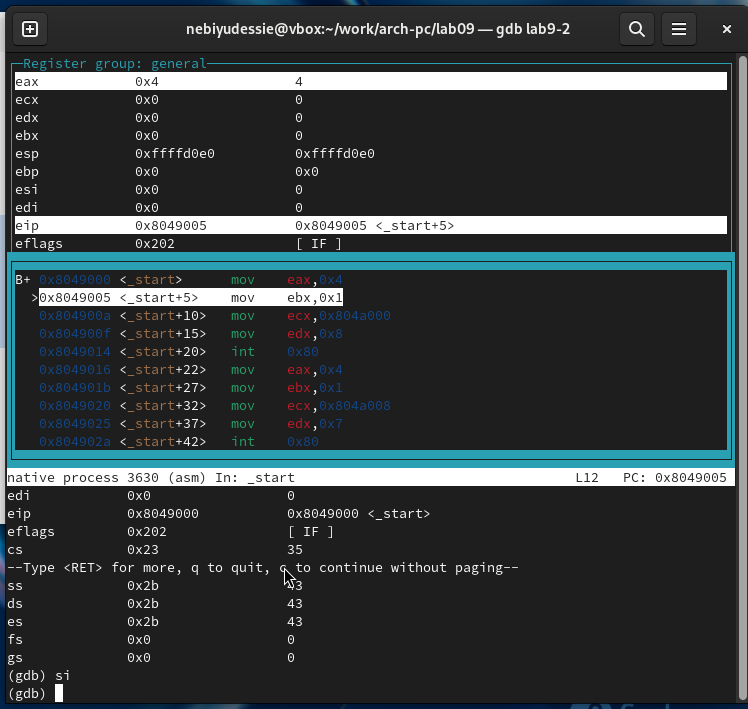 nebiyudessie@vbox:~/work/arch-pc/lab09 — gdb lab9-2
Register group: general
eax 0x4 4
ecx 0x0 0
edx 0x0 0
ebx 0x0 0
esp 0xffffd0e0 0xffffd0e0
ebp 0x0 0x0
esi 0x0 0
edi 0x0 0
eip 0x8049005 0x8049005 <_start+5>
eflags 0x202 [ IF ]
B+ 0x8049000 <_start> mov eax,0x4
>0x8049005 <_start+5> mov ebx,0x1
0x804900a <_start+10> mov ecx,0x804a000
0x804900f <_start+15> mov edx,0x8
0x8049014 <_start+20> int 0x80
0x8049016 <_start+22> mov eax,0x4
0x804901b <_start+27> mov ebx,0x1
0x8049020 <_start+32> mov ecx,0x804a008
0x8049025 <_start+37> mov edx,0x7
0x804902a <_start+42> int 0x80
native process 3630 (asm) In: _start L12 PC: 0x8049005
edi 0x0 0
eip 0x8049000 0x8049000 <_start>
eflags 0x202 [ IF ]
cs 0x23 35
--Type <RET> for more, q to quit, c to continue without paging--
ss 0x2b 43
ds 0x2b 43
es 0x2b 43
fs 0x0 0
gs 0x0 0
(gdb) si
(gdb)